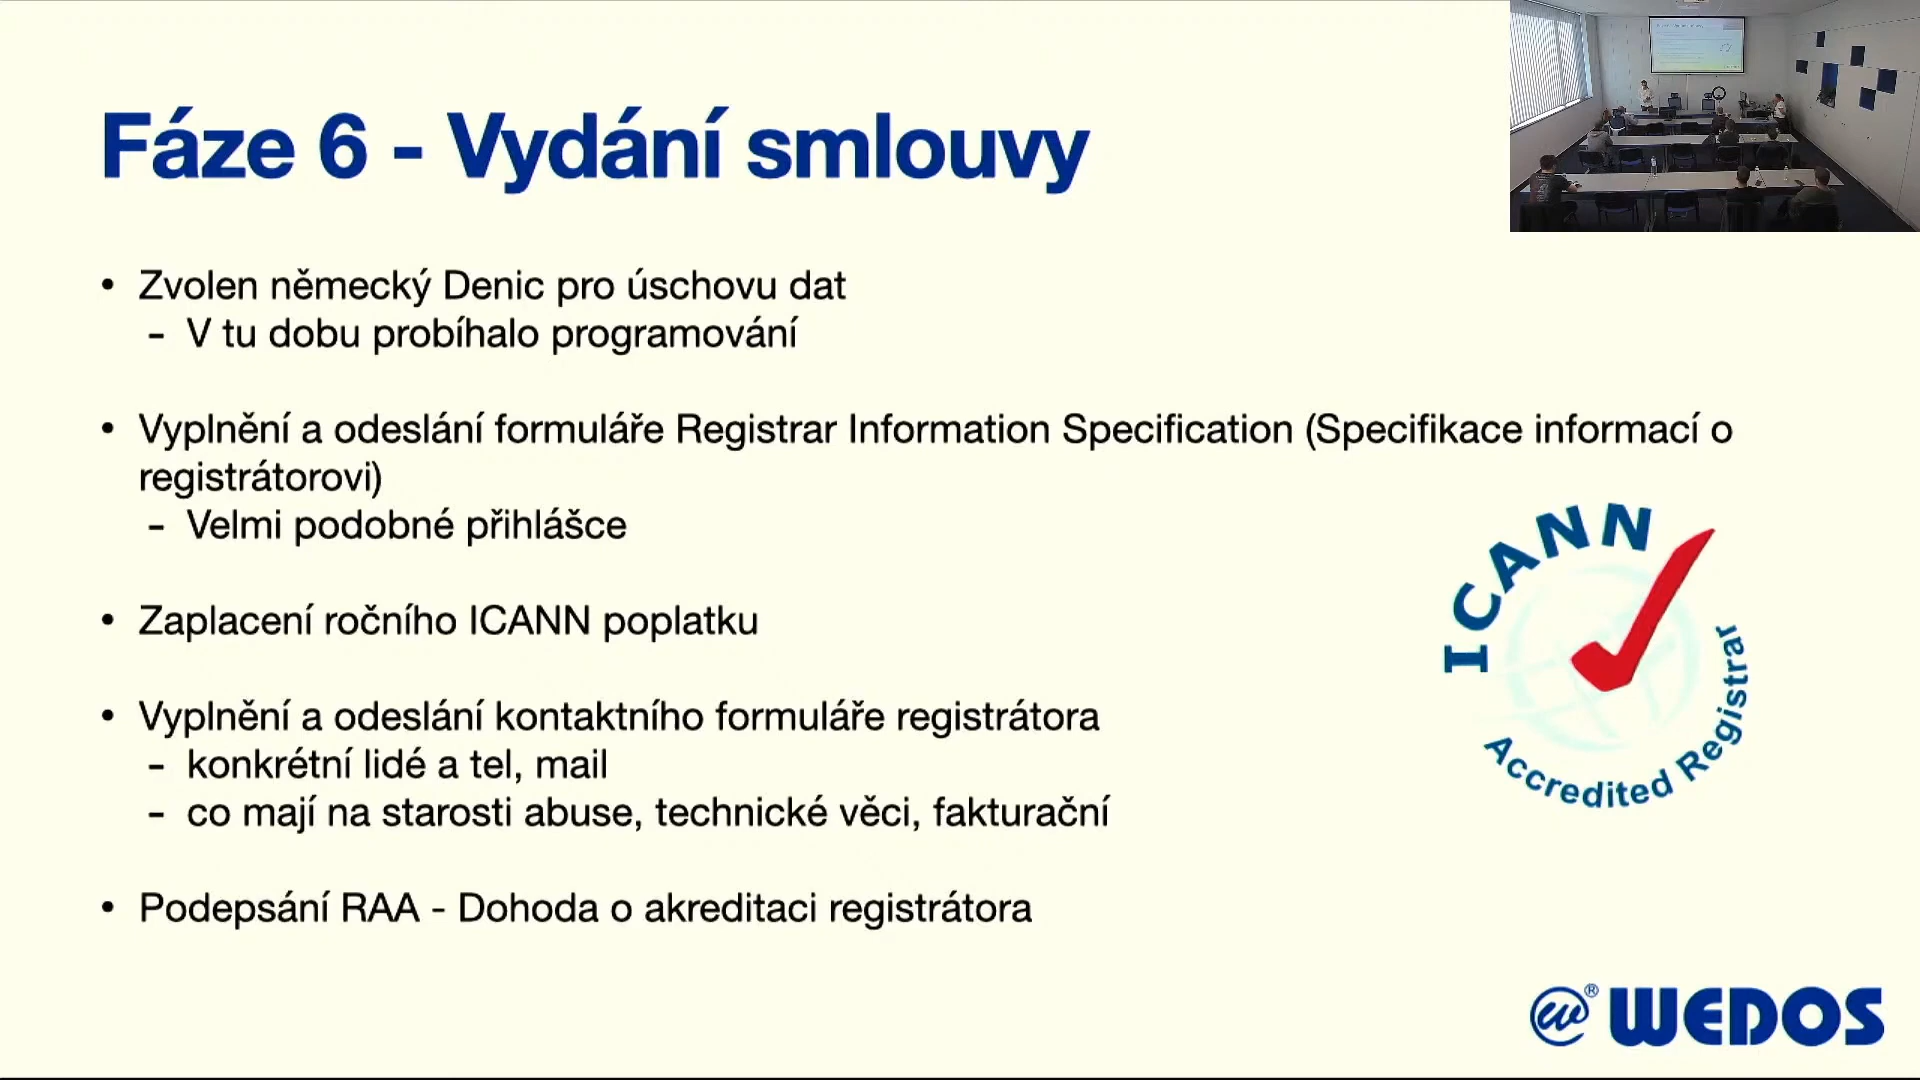 Fáze 6 - Vydání smlouvy
• Zvolen německý Denic pro úschovu dat
- V tu dobu probíhalo programování
• Vyplnění a odeslání formuláře Registrar Information Specification (Specifikace informací o
registrátorovi)
- Velmi podobné přihlášce
• Zaplacení ročního ICANN poplatku
• Vyplnění a odeslání kontaktního formuláře registrátora
- konkrétní lidé a tel, mail
- co mají na starosti abuse, technické věci, fakturační
• Podepsání RAA - Dohoda o akreditaci registrátora
ICANN
Accredited Registrar
w® WEDOS